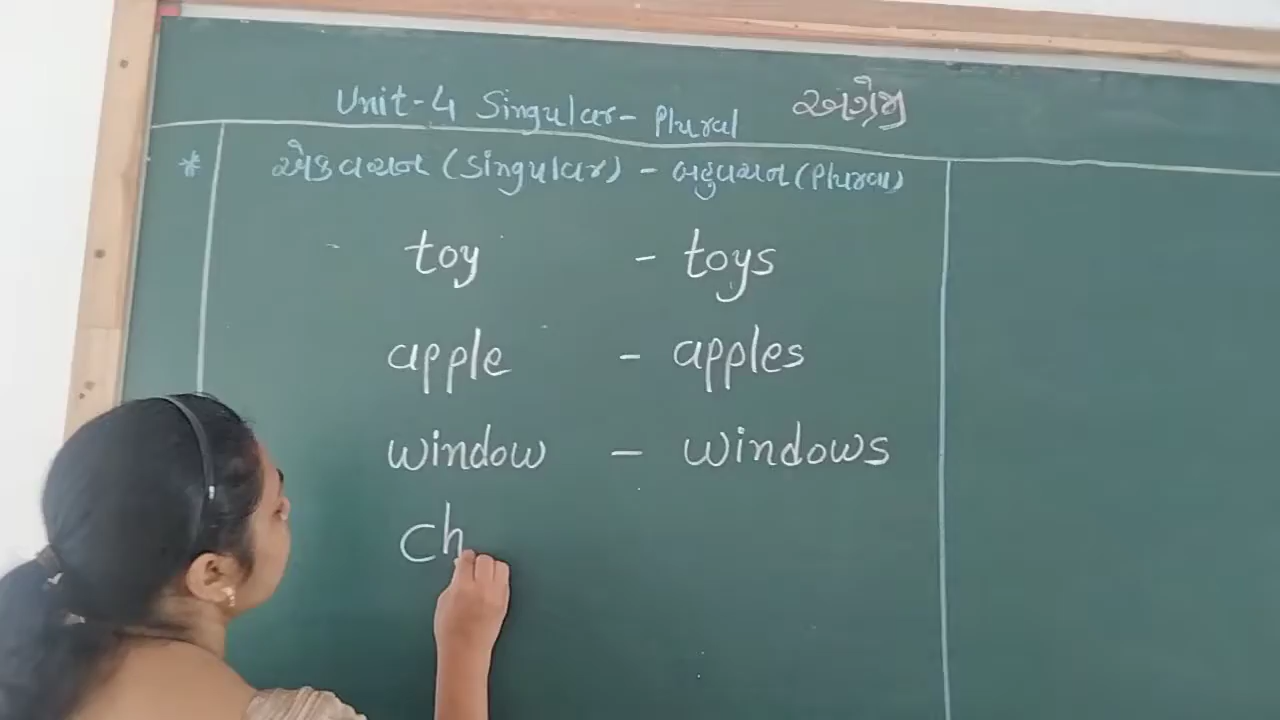 Unit-4 Singular- Plural અંગ્રેજી
* એકવચન (Singular) - બહુવચન (Plural)
toy - toys
apple - apples
window - windows
Ch